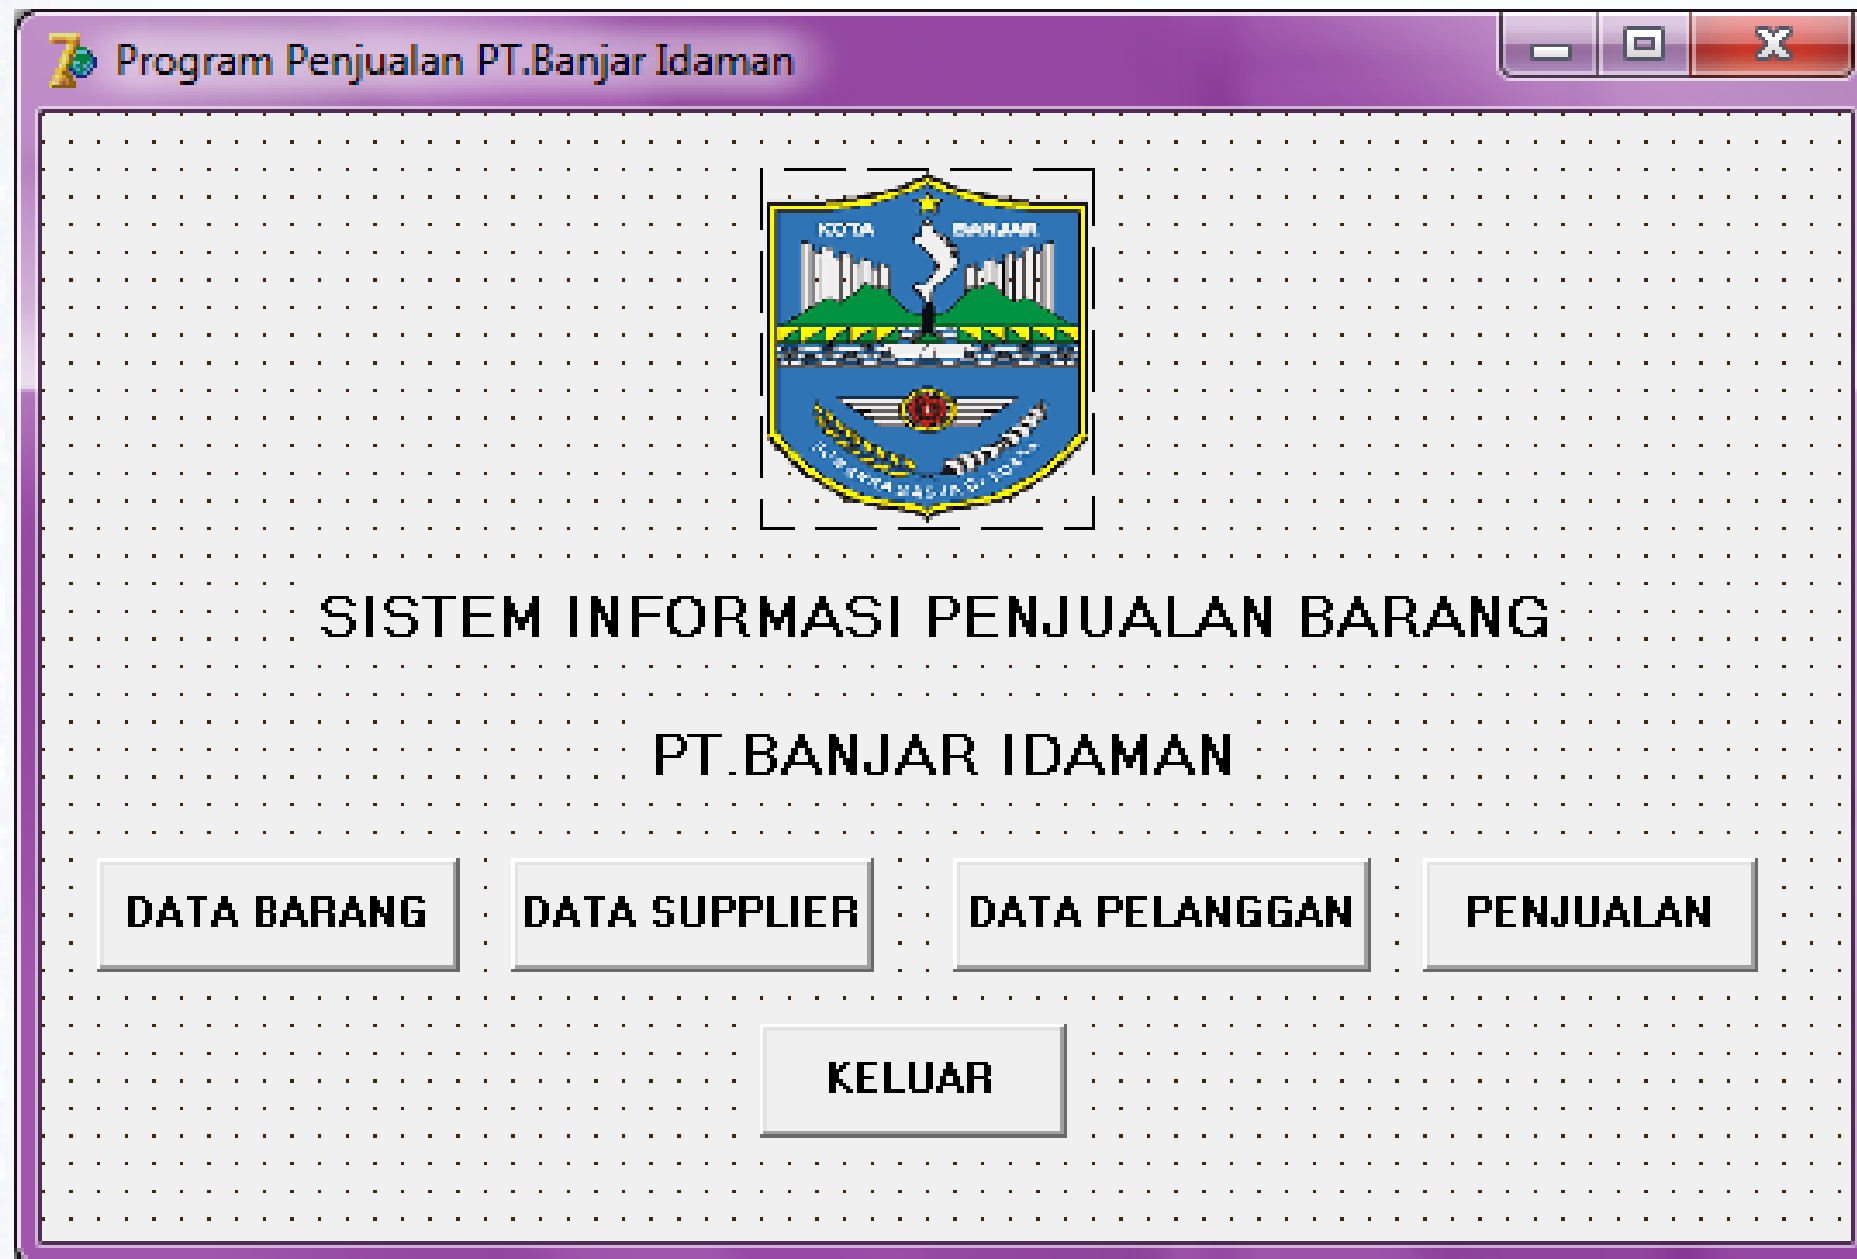 Program Penjualan PT.Banjar Idaman
KOTA BANJAR
SISTEM INFORMASI PENJUALAN BARANG
PT.BANJAR IDAMAN
DATA BARANG
DATA SUPPLIER
DATA PELANGGAN
PENJUALAN
KELUAR